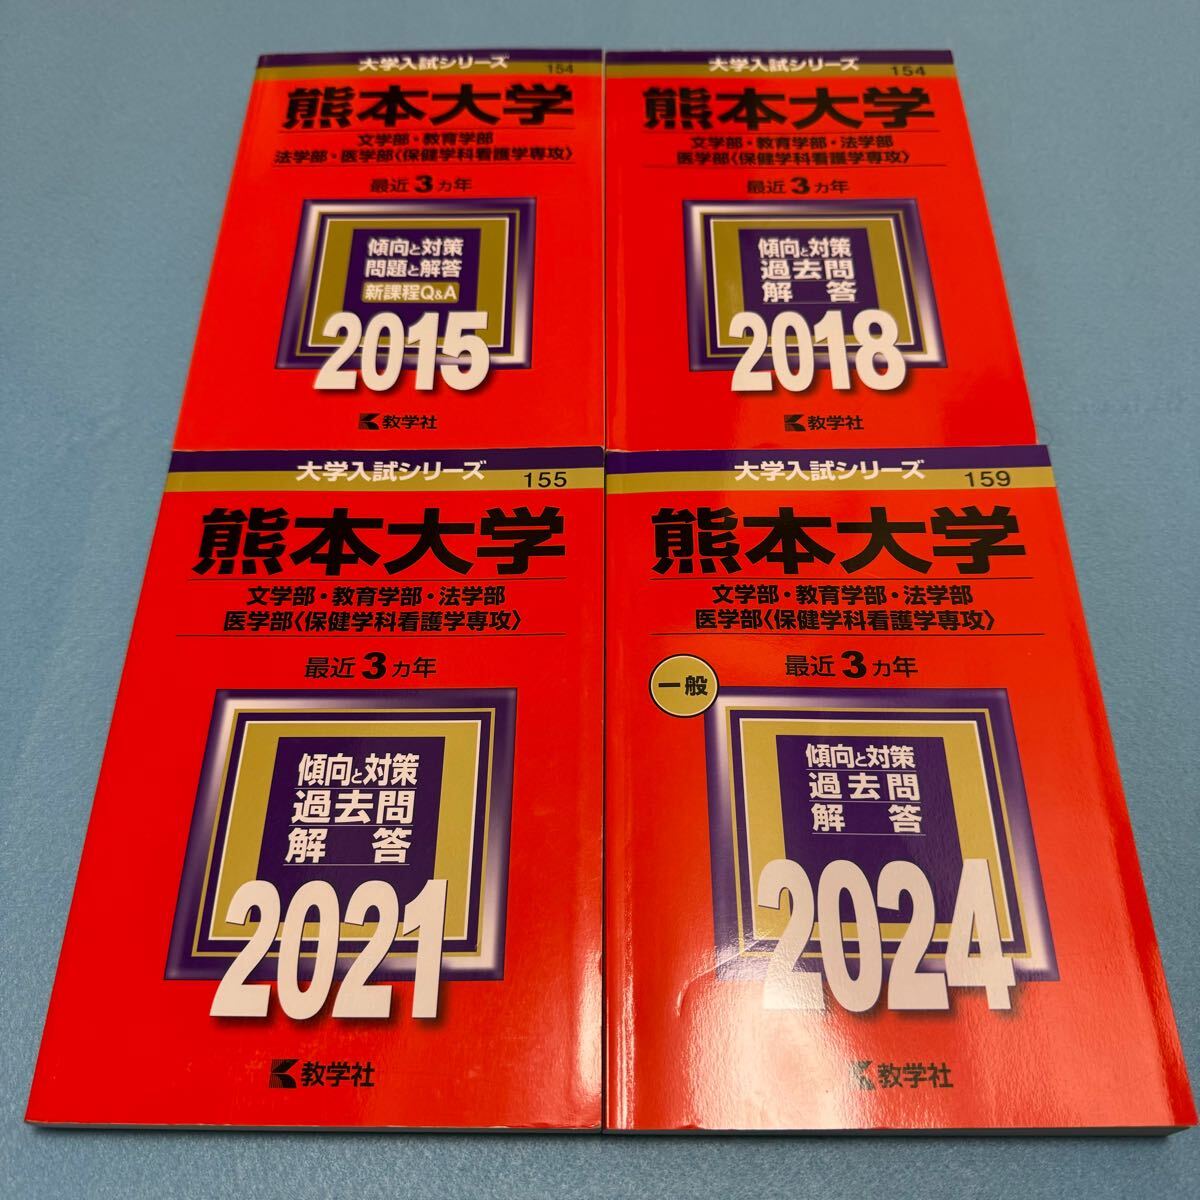 大学入試シリーズ
154
熊本大学
文学部・教育学部
法学部・医学部〈保健学科看護学専攻〉
最近3ヵ年
傾向と対策
問題と解答
新課程Q&A
2015
教学社
大学入試シリーズ
154
熊本大学
文学部・教育学部・法学部
医学部〈保健学科看護学専攻〉
最近3ヵ年
傾向と対策
過去問
解答
2018
教学社
大学入試シリーズ
155
熊本大学
文学部・教育学部・法学部
医学部〈保健学科看護学専攻〉
最近3ヵ年
傾向と対策
過去問
解答
2021
教学社
大学入試シリーズ
159
熊本大学
文学部・教育学部・法学部
医学部〈保健学科看護学専攻〉
最近3ヵ年
一般
傾向と対策
過去問
解答
2024
教学社